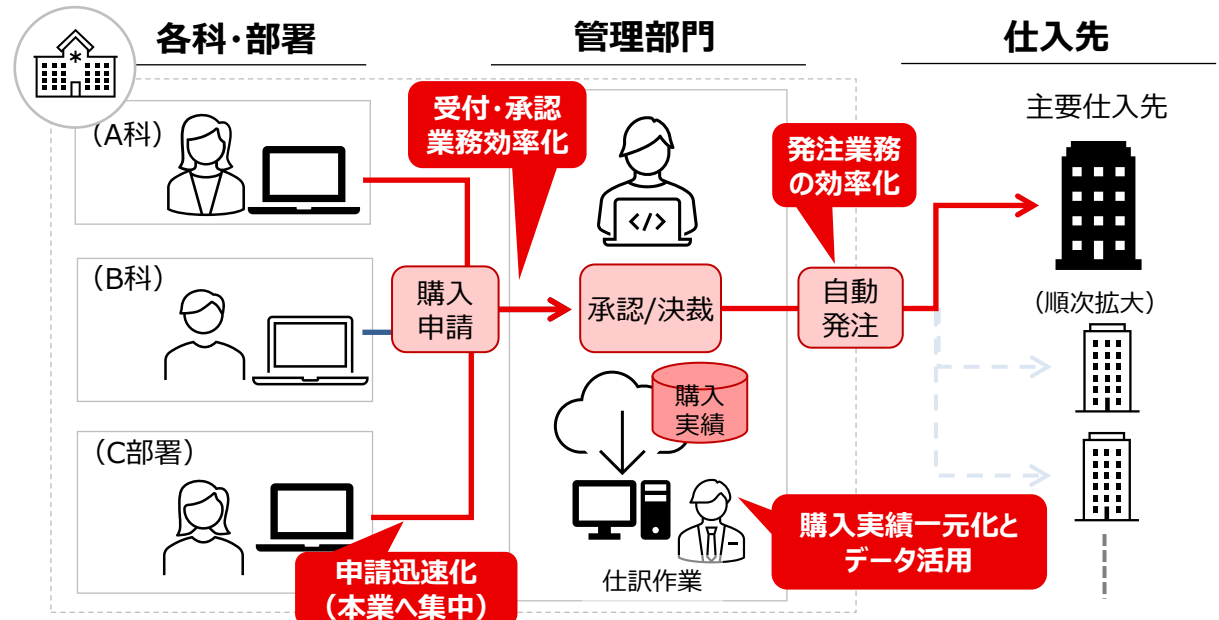 各科・部署
管理部門
仕入先
(A科)
受付・承認
業務効率化
発注業務
の効率化
主要仕入先
(B科)
購入
申請
</>
承認/決裁
自動
発注
(順次拡大)
購入
実績
(C部署)
申請迅速化
(本業へ集中)
仕訳作業
購入実績一元化と
データ活用